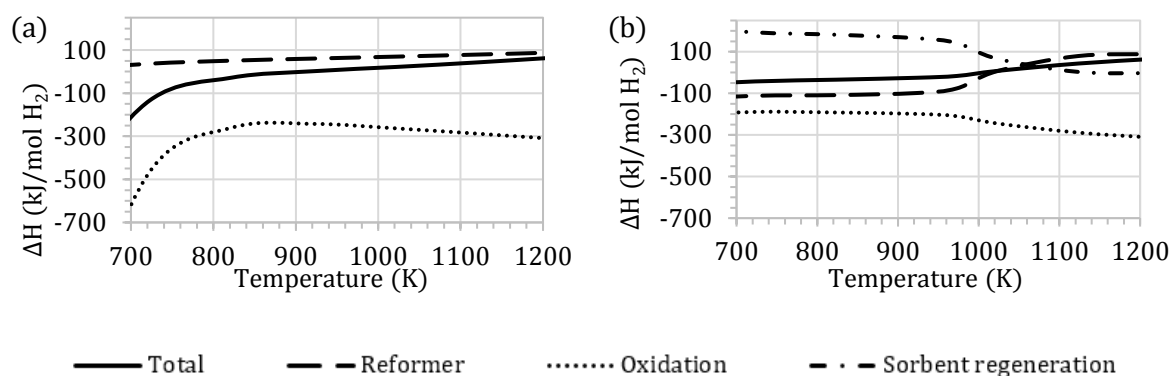 (a)
ΔH (kJ/mol H2)
100
-100
-300
-500
-700
700 800 900 1000 1100 1200
Temperature (K)
(b)
ΔH (kJ/mol H2)
100
-100
-300
-500
-700
700 800 900 1000 1100 1200
Temperature (K)
Total Reformer Oxidation Sorbent regeneration